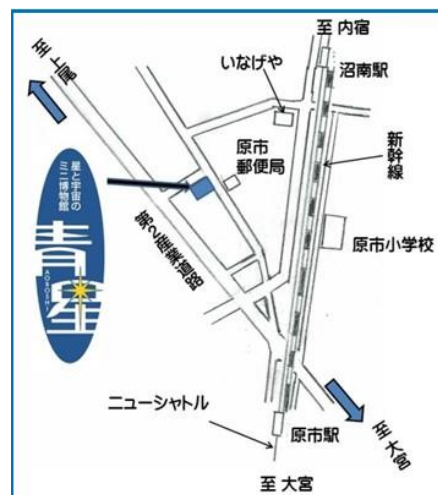 至 内宿
至 上尾
いなげや
沼南駅
原市
郵便局
新幹線
星と宇宙の
ミニ博物館
青星
AOBOSHI
第2産業道路
原市小学校
ニューシャトル
原市駅
至 大宮
至 大宮